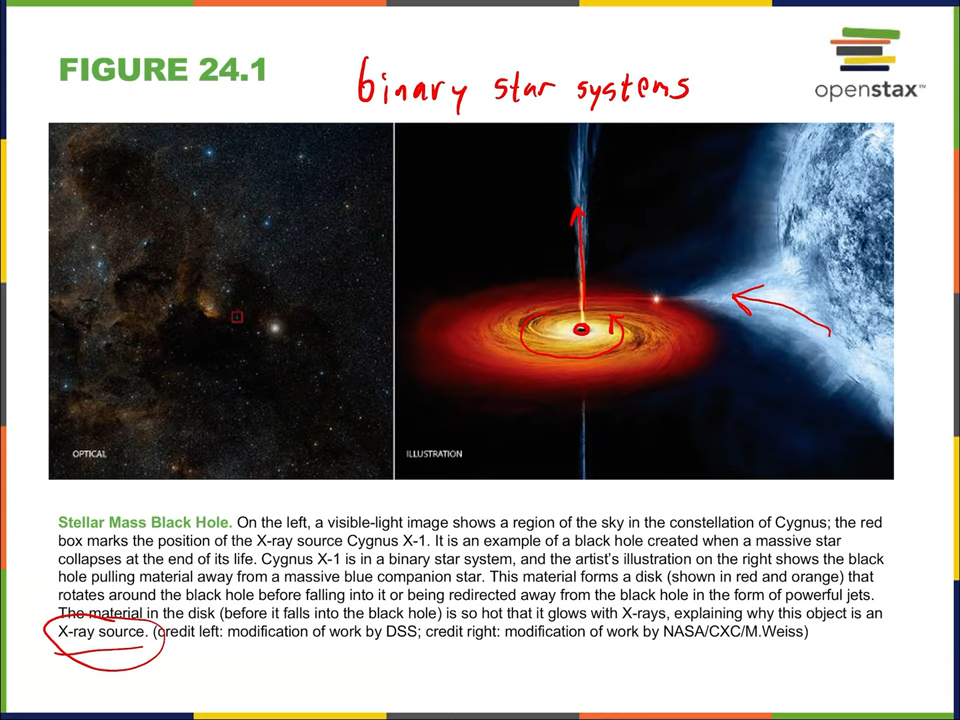 FIGURE 24.1
binary star systems
openstax™
OPTICAL
ILLUSTRATION
Stellar Mass Black Hole. On the left, a visible-light image shows a region of the sky in the constellation of Cygnus; the red
box marks the position of the X-ray source Cygnus X-1. It is an example of a black hole created when a massive star
collapses at the end of its life. Cygnus X-1 is in a binary star system, and the artist’s illustration on the right shows the black
hole pulling material away from a massive blue companion star. This material forms a disk (shown in red and orange) that
rotates around the black hole before falling into it or being redirected away from the black hole in the form of powerful jets.
The material in the disk (before it falls into the black hole) is so hot that it glows with X-rays, explaining why this object is an
X-ray source. (credit left: modification of work by DSS; credit right: modification of work by NASA/CXC/M.Weiss)